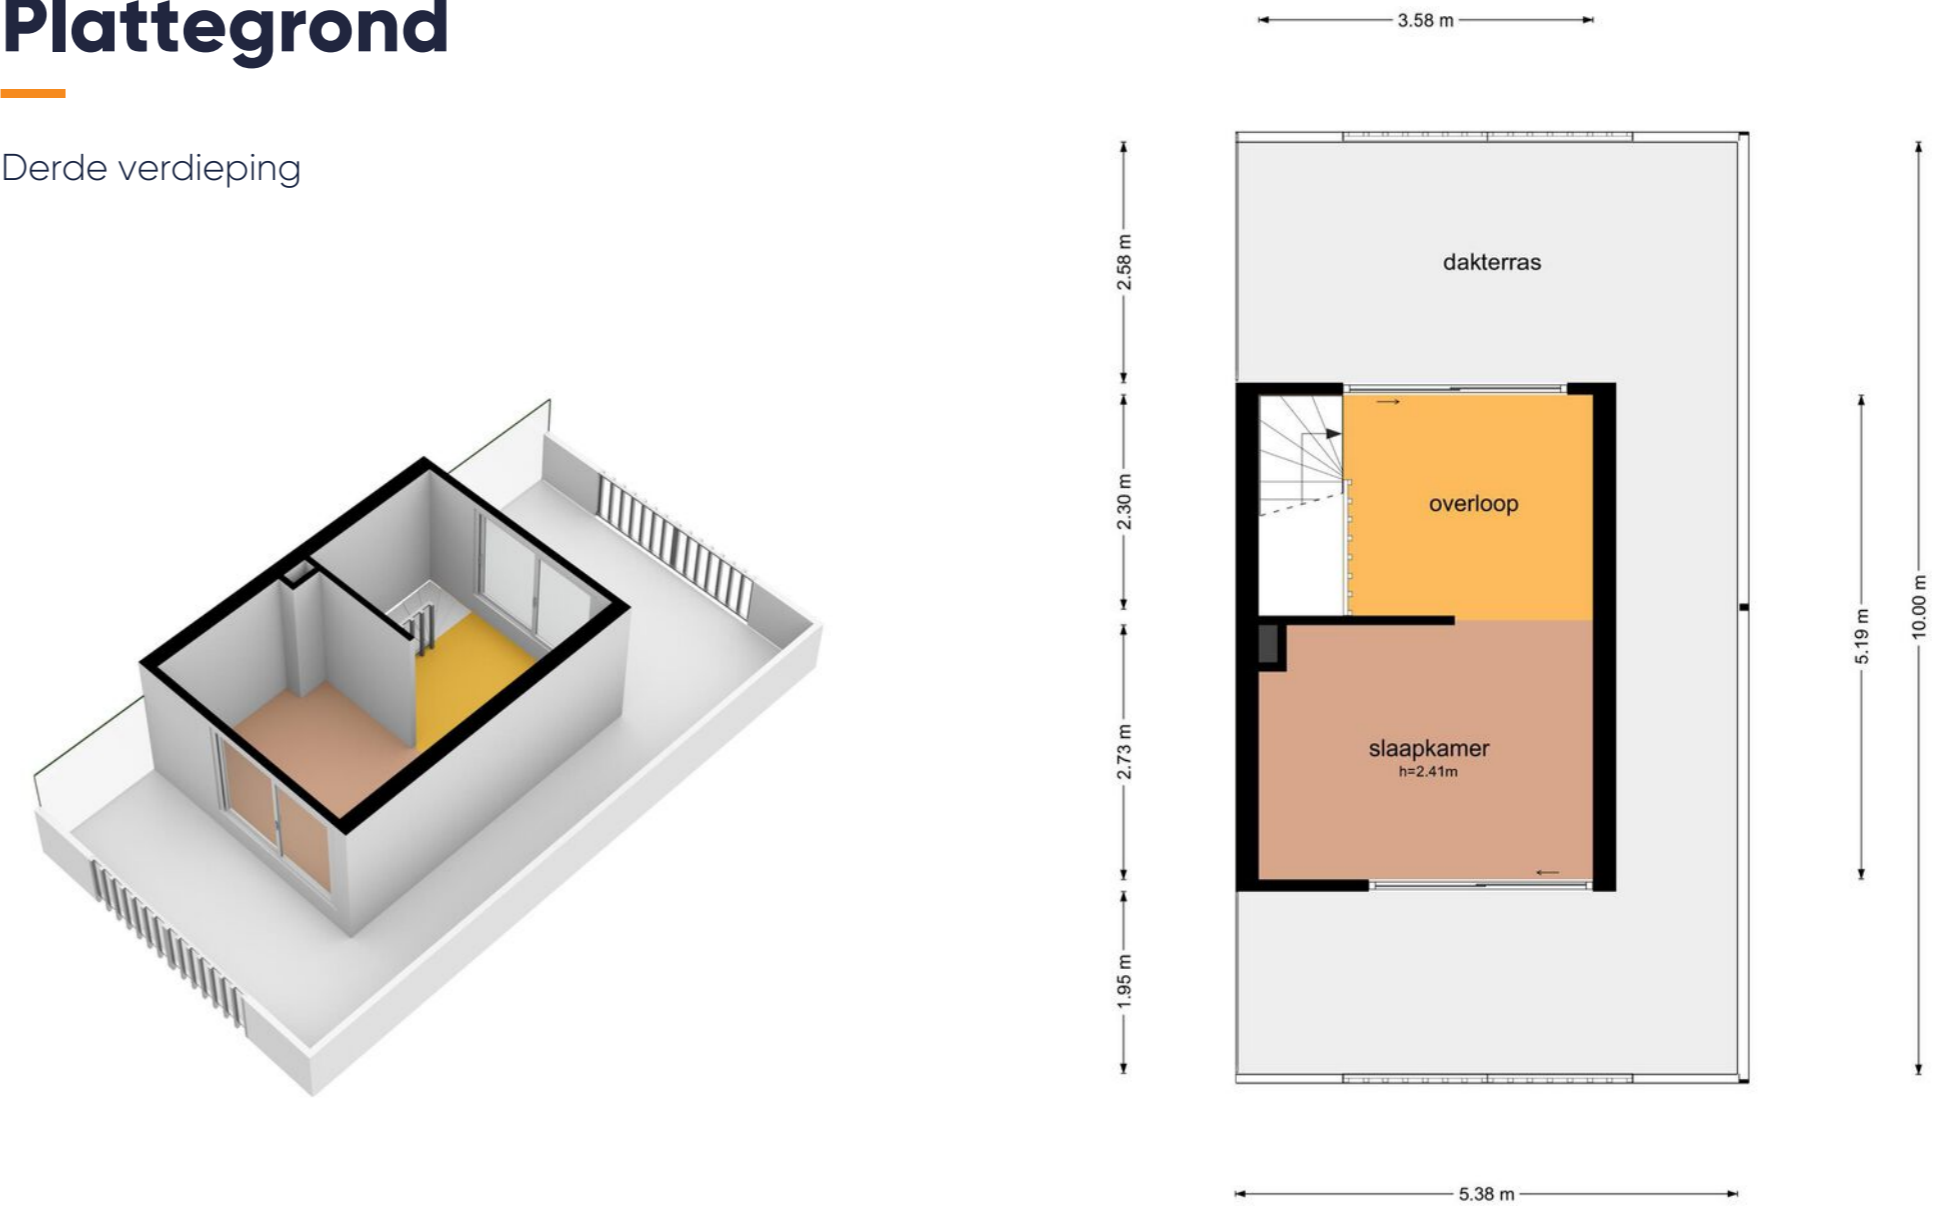 Plattegrond
Derde verdieping
3.58 m
2.58 m
dakterras
2.30 m
overloop
10.00 m
5.19 m
2.73 m
slaapkamer
h=2.41m
1.95 m
5.38 m